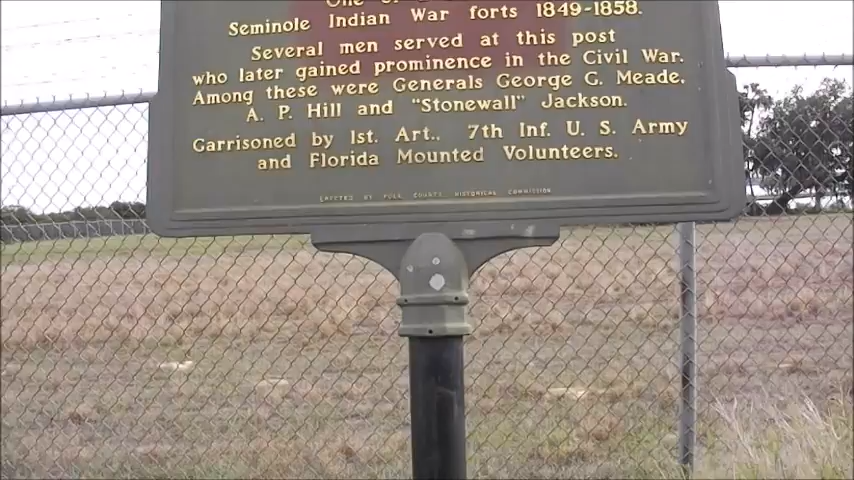 Seminole Indian War forts 1849-1858.
Several men served at this post
who later gained prominence in the Civil War.
Among these were Generals George G. Meade,
A. P. Hill and "Stonewall" Jackson
Garrisoned by 1st. Art., 7th Inf. U. S. Army
and Florida Mounted Volunteers.
ERECTED BY POLK COUNTY HISTORICAL COMMISSION